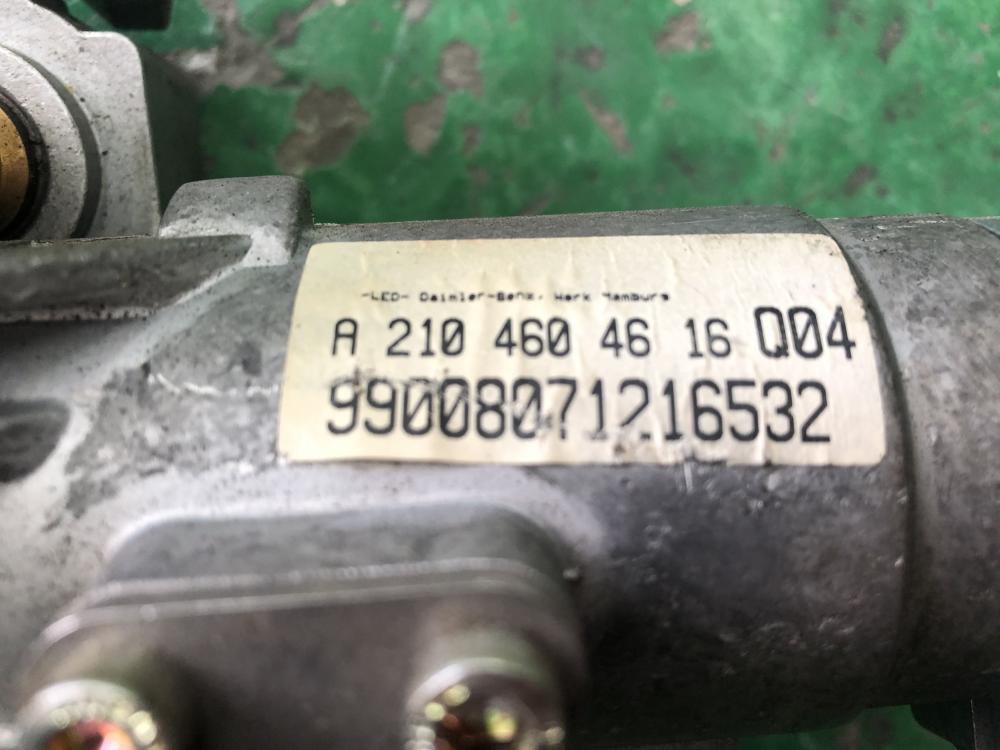 -LED- Daimler-Benz, Werk Hamburg
A 210 460 46 16 Q04
99008071216532